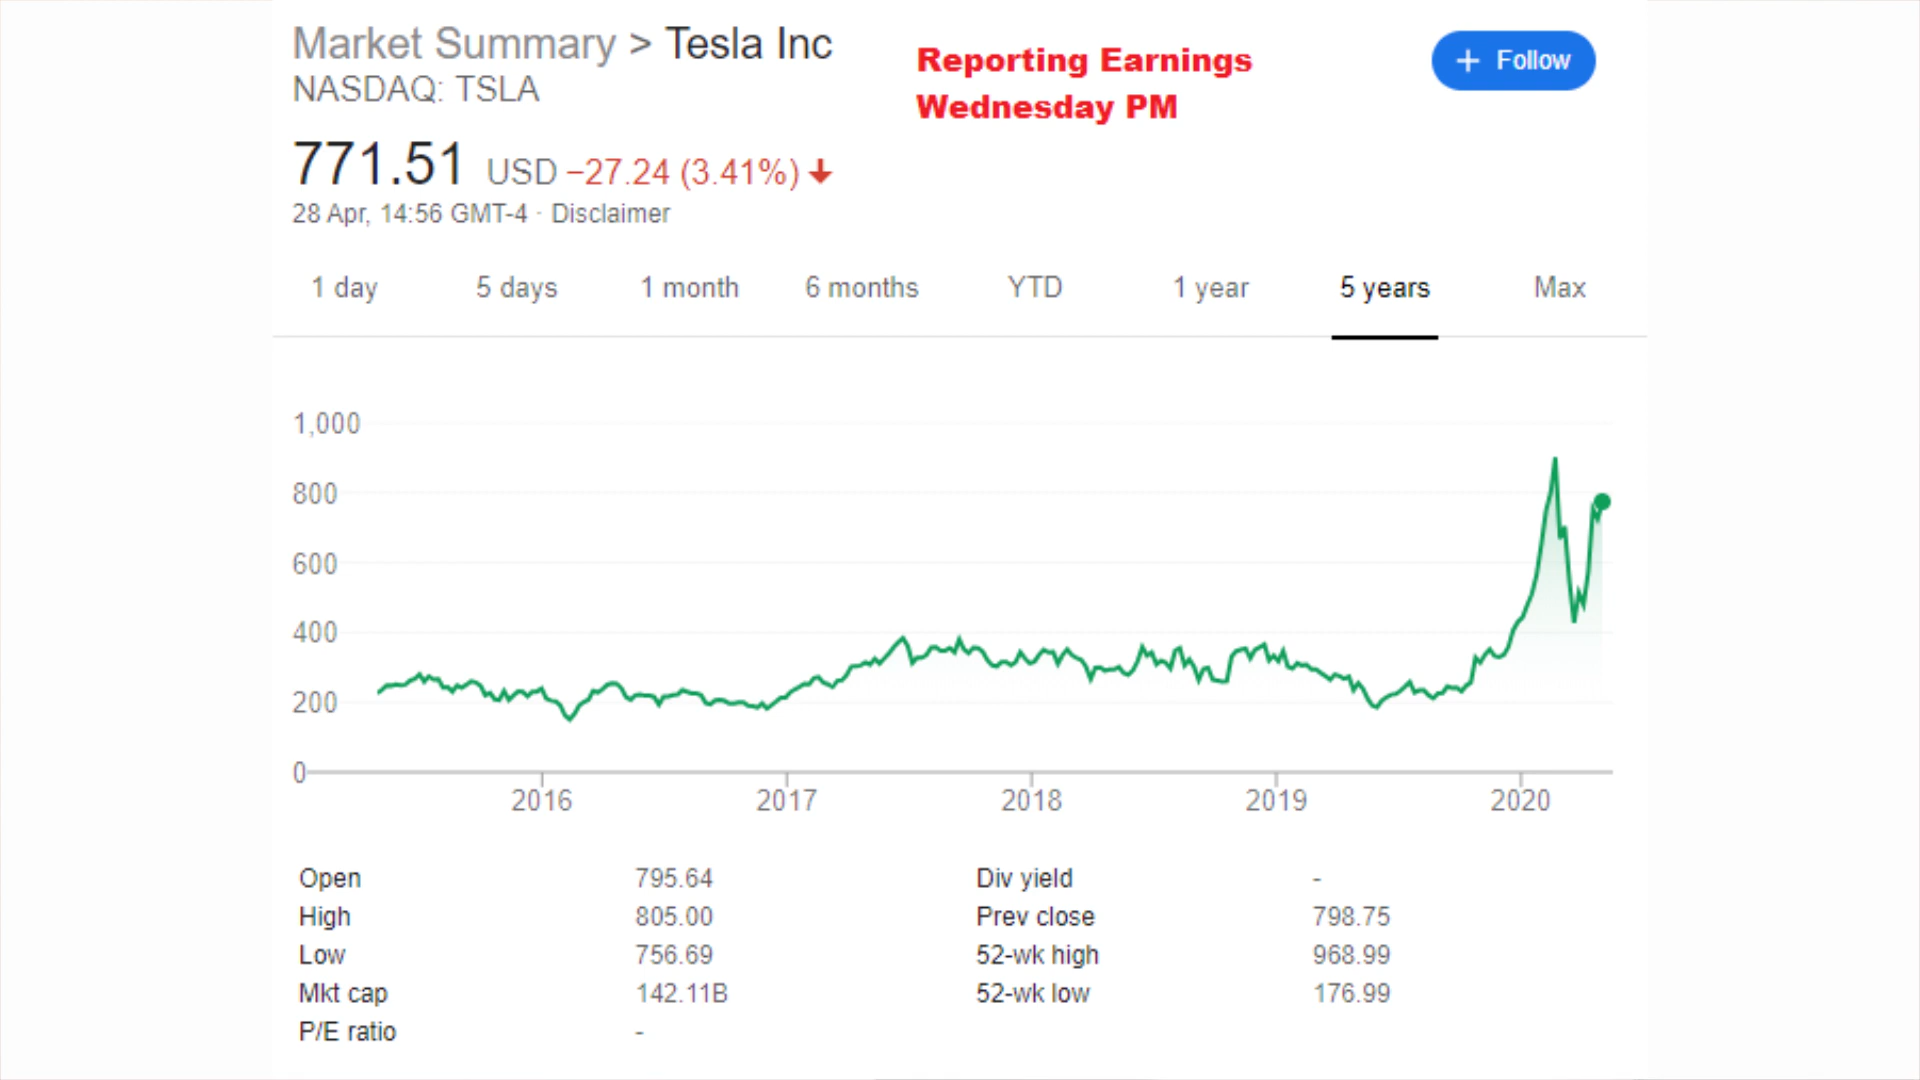 Market Summary > Tesla Inc
NASDAQ: TSLA
Reporting Earnings
Wednesday PM
+ Follow
771.51 USD −27.24 (3.41%)
28 Apr, 14:56 GMT-4 · Disclaimer
1 day 5 days 1 month 6 months YTD 1 year 5 years Max
1,000
800
600
400
200
0
2016 2017 2018 2019 2020
Open 795.64 Div yield -
High 805.00 Prev close 798.75
Low 756.69 52-wk high 968.99
Mkt cap 142.11B 52-wk low 176.99
P/E ratio -